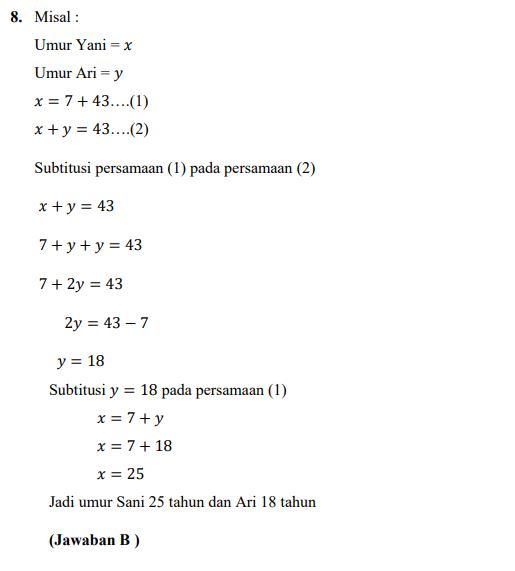 8. Misal :
Umur Yani = x
Umur Ari = y
x = 7 + 43….(1)
x + y = 43….(2)
Subtitusi persamaan (1) pada persamaan (2)
x + y = 43
7 + y + y = 43
7 + 2y = 43
2y = 43 − 7
y = 18
Subtitusi y = 18 pada persamaan (1)
x = 7 + y
x = 7 + 18
x = 25
Jadi umur Sani 25 tahun dan Ari 18 tahun
(Jawaban B )